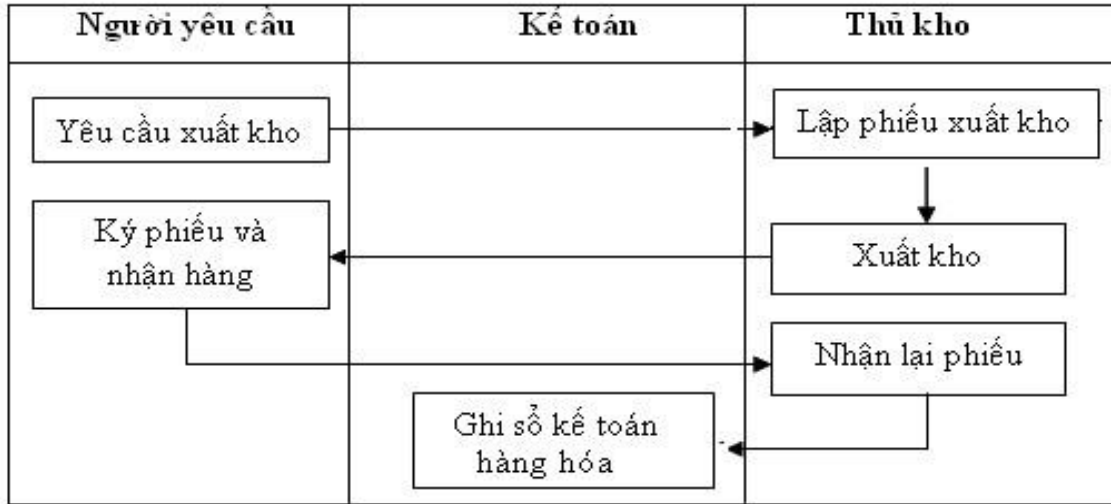 Người yêu cầu
Kế toán
Thủ kho
Yêu cầu xuất kho
Lập phiếu xuất kho
Ký phiếu và
nhận hàng
Xuất kho
Nhận lại phiếu
Ghi sổ kế toán
hàng hóa